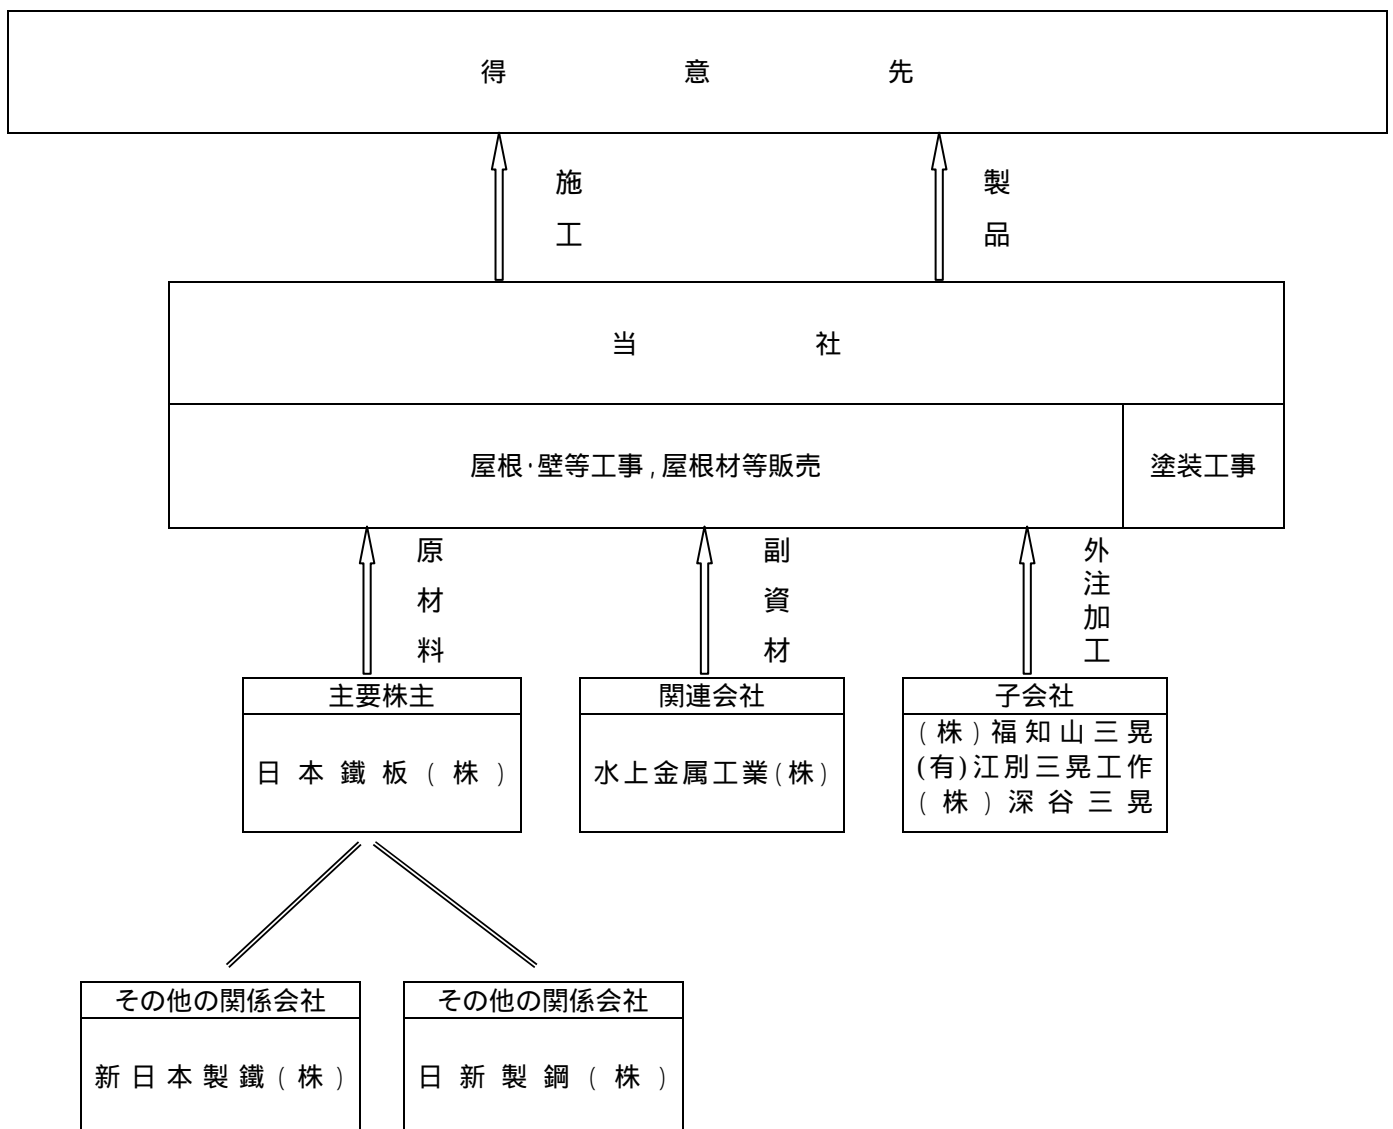 得意先
施工
製品
当社
屋根・壁等工事,屋根材等販売
塗装工事
原材料
副資材
外注加工
主要株主
日本鐵板(株)
関連会社
水上金属工業(株)
子会社
(株)福知山三晃
(有)江別三晃工作
(株)深谷三晃
その他の関係会社
新日本製鐵(株)
その他の関係会社
日新製鋼(株)